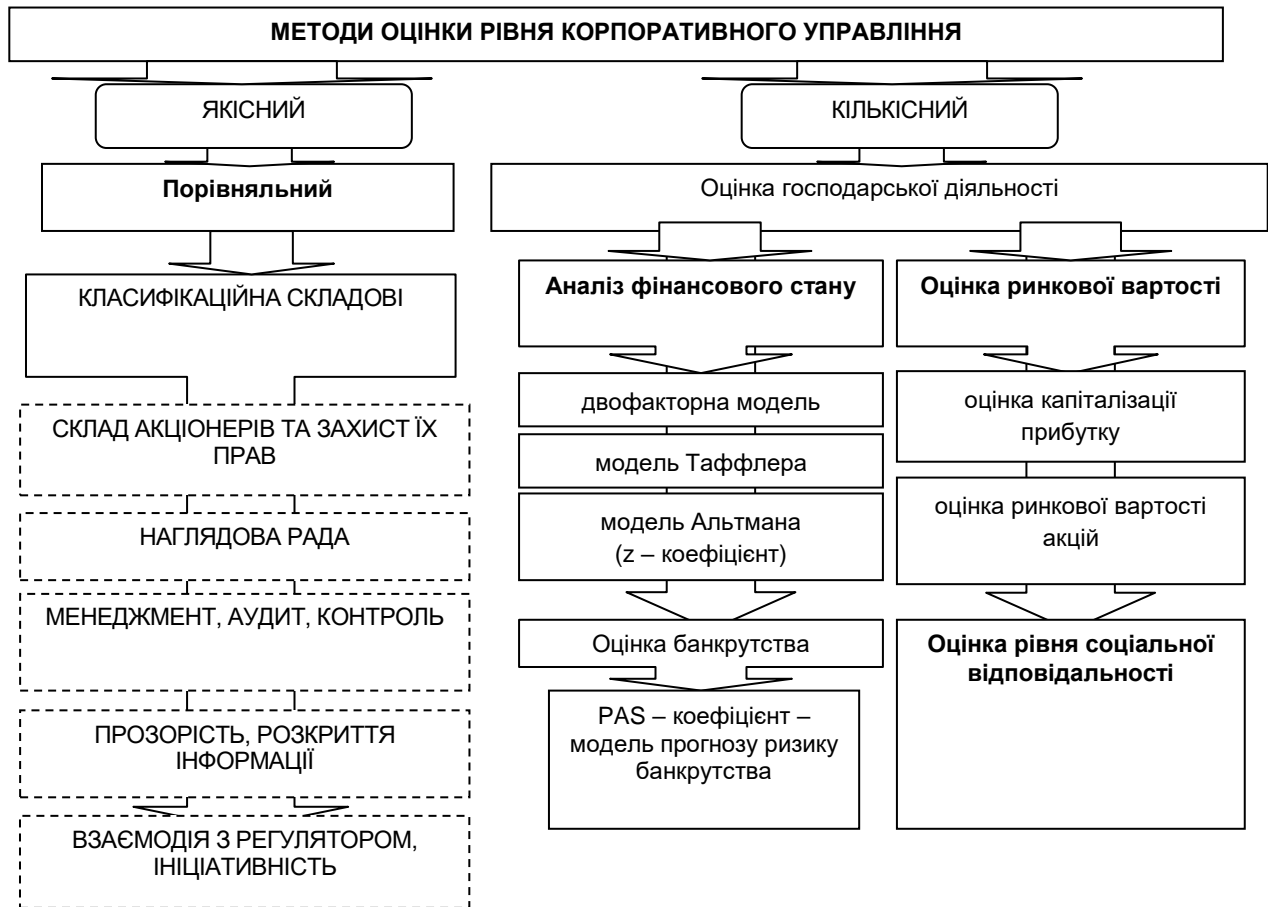 МЕТОДИ ОЦІНКИ РІВНЯ КОРПОРАТИВНОГО УПРАВЛІННЯ
ЯКІСНИЙ
КІЛЬКІСНИЙ
Порівняльний
Оцінка господарської діяльності
КЛАСИФІКАЦІЙНА СКЛАДОВІ
СКЛАД АКЦІОНЕРІВ ТА ЗАХИСТ ЇХ
ПРАВ
НАГЛЯДОВА РАДА
МЕНЕДЖМЕНТ, АУДИТ, КОНТРОЛЬ
ПРОЗОРІСТЬ, РОЗКРИТТЯ
ІНФОРМАЦІЇ
ВЗАЄМОДІЯ З РЕГУЛЯТОРОМ,
ІНІЦІАТИВНІСТЬ
Аналіз фінансового стану
двофакторна модель
модель Таффлера
модель Альтмана
(z – коефіцієнт)
Оцінка банкрутства
PAS – коефіцієнт –
модель прогнозу ризику
банкрутства
Оцінка ринкової вартості
оцінка капіталізації
прибутку
оцінка ринкової вартості
акцій
Оцінка рівня соціальної
відповідальності